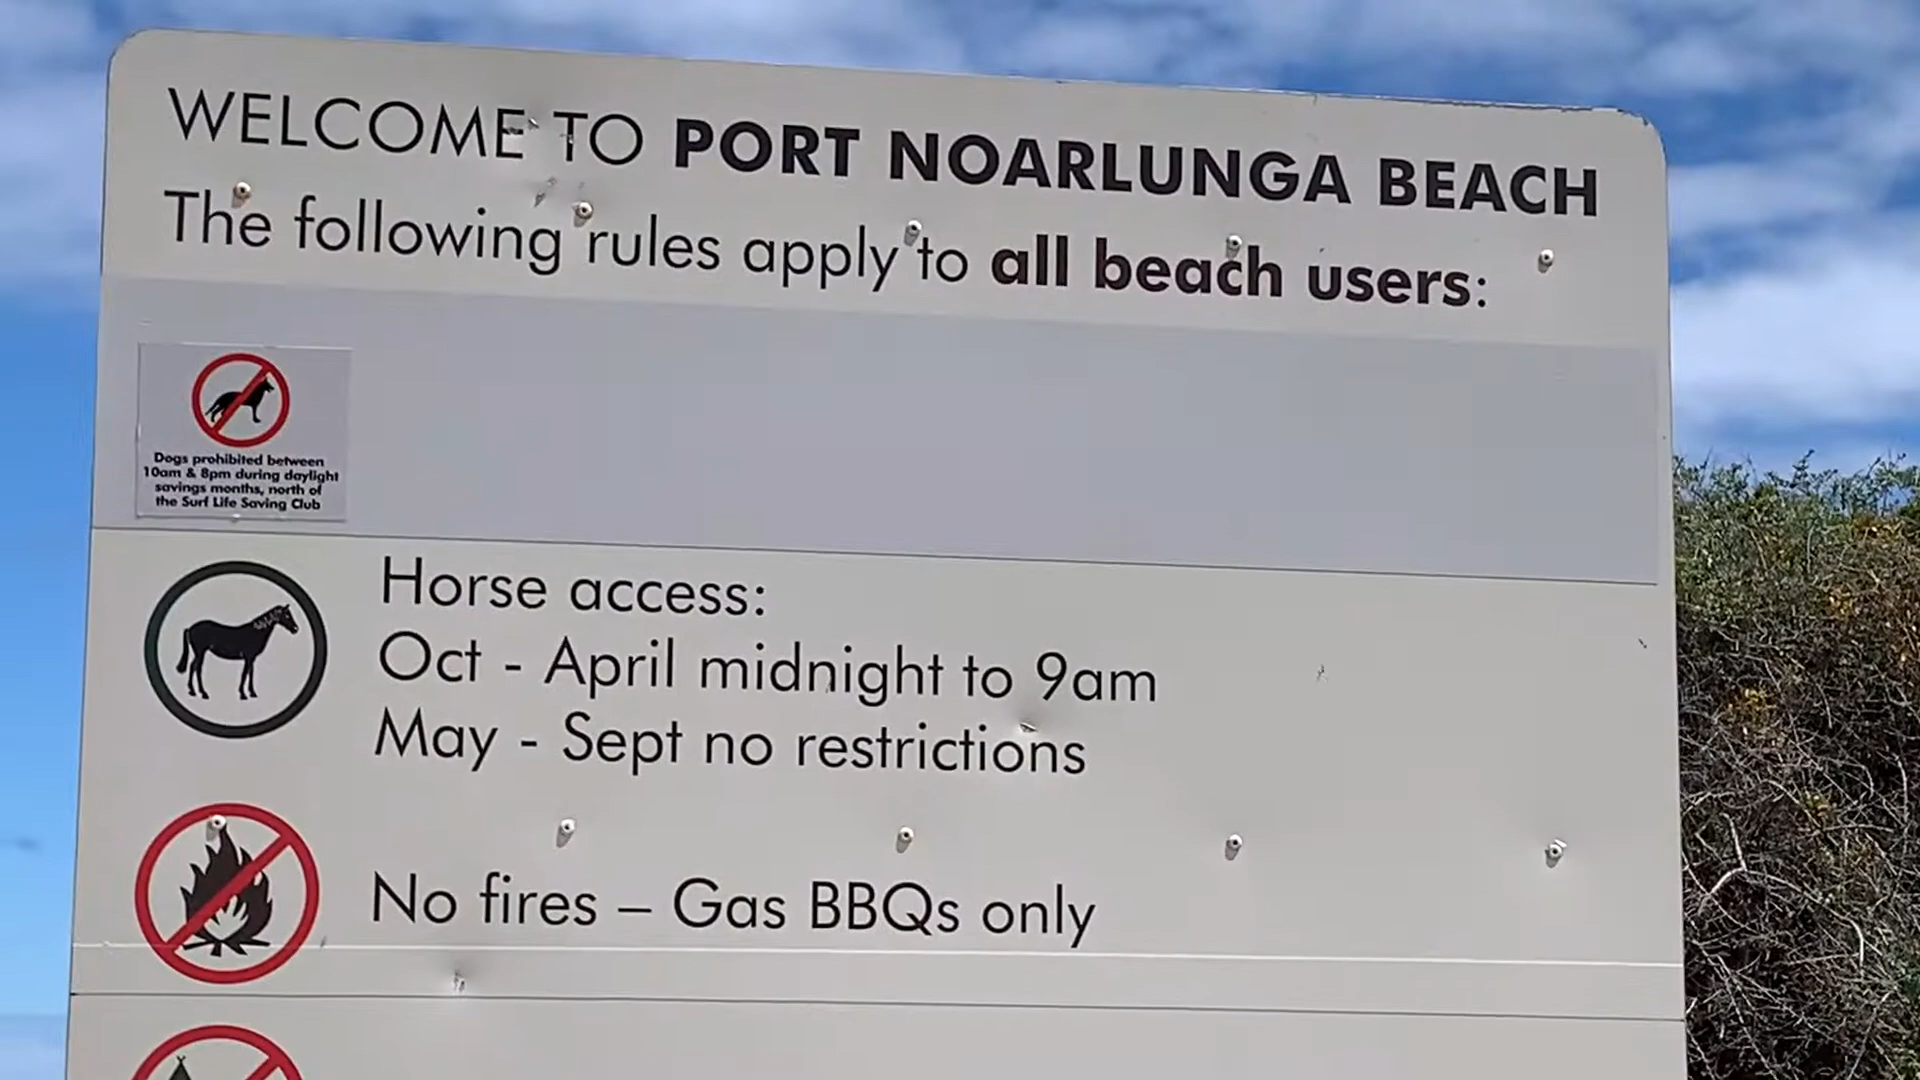 WELCOME TO PORT NOARLUNGA BEACH
The following rules apply to all beach users:
Dogs prohibited between
10am & 8pm during daylight
savings months, north of
the Surf Life Saving Club
Horse access:
Oct - April midnight to 9am
May - Sept no restrictions
No fires – Gas BBQs only